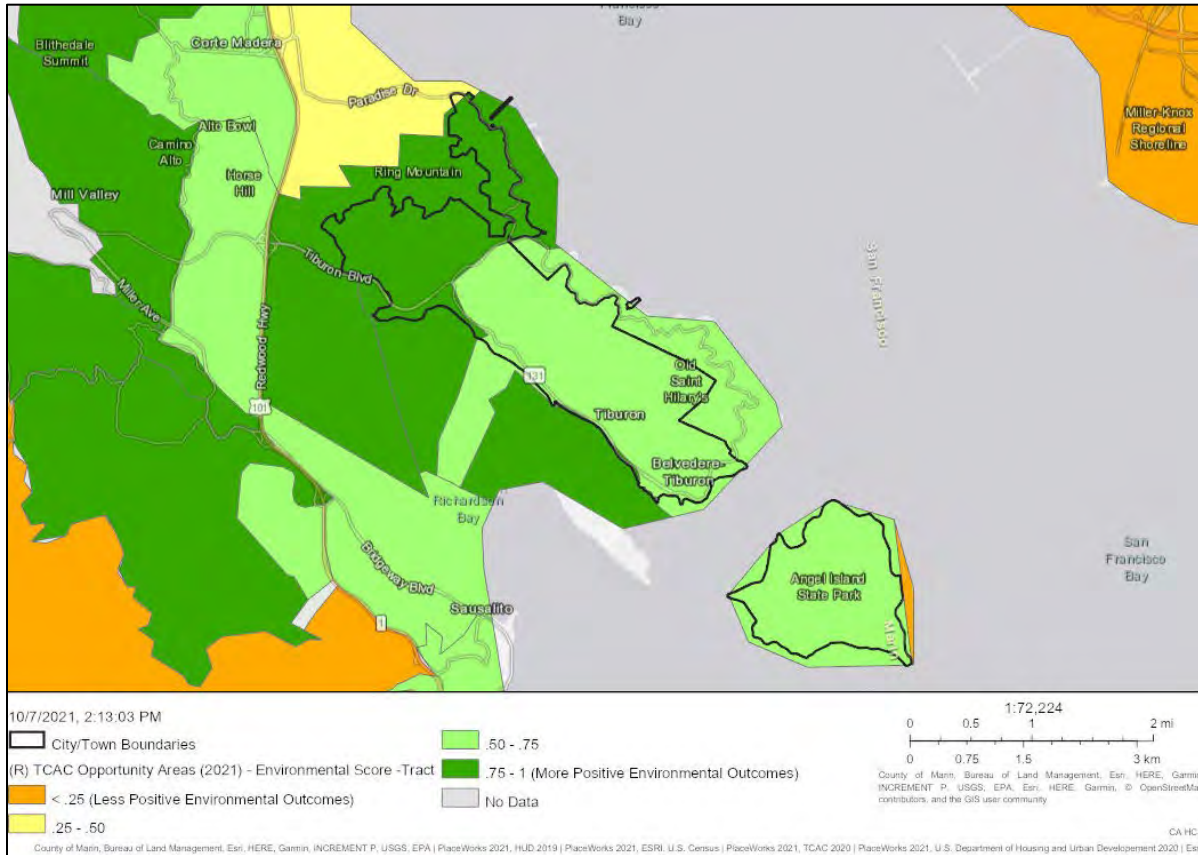 Francisco
Bay
Blithedale
Summit
Corte Madera
Paradise Dr
Alto Bowl
Camino
Alto
Horse
Hill
Ring Mountain
Mill Valley
Miller-Knox
Regional
Shoreline
Tiburon Blvd
Miller Ave
Redwood Hwy
101
San Francisco
131
Old
Saint
Hilary's
Tiburon
Belvedere-
Tiburon
Richardson
Bay
Bridgeway Blvd
Sausalito
1
Angel Island
State Park
Marin
San
Francisco
Bay
10/7/2021, 2:13:03 PM
City/Town Boundaries
(R) TCAC Opportunity Areas (2021) - Environmental Score -Tract
< .25 (Less Positive Environmental Outcomes)
.25 - .50
.50 - .75
.75 - 1 (More Positive Environmental Outcomes)
No Data
1:72,224
0 0.5 1 2 mi
0 0.75 1.5 3 km
County of Marin, Bureau of Land Management, Esri, HERE, Garmin,
INCREMENT P, USGS, EPA, Esri, HERE, Garmin, © OpenStreetMa
contributors, and the GIS user community
CA HC
County of Marin, Bureau of Land Management, Esri, HERE, Garmin, INCREMENT P, USGS, EPA | PlaceWorks 2021, HUD 2019 | PlaceWorks 2021, ESRI, U.S. Census | PlaceWorks 2021, TCAC 2020 | PlaceWorks 2021, U.S. Department of Housing and Urban Developement 2020 | Es